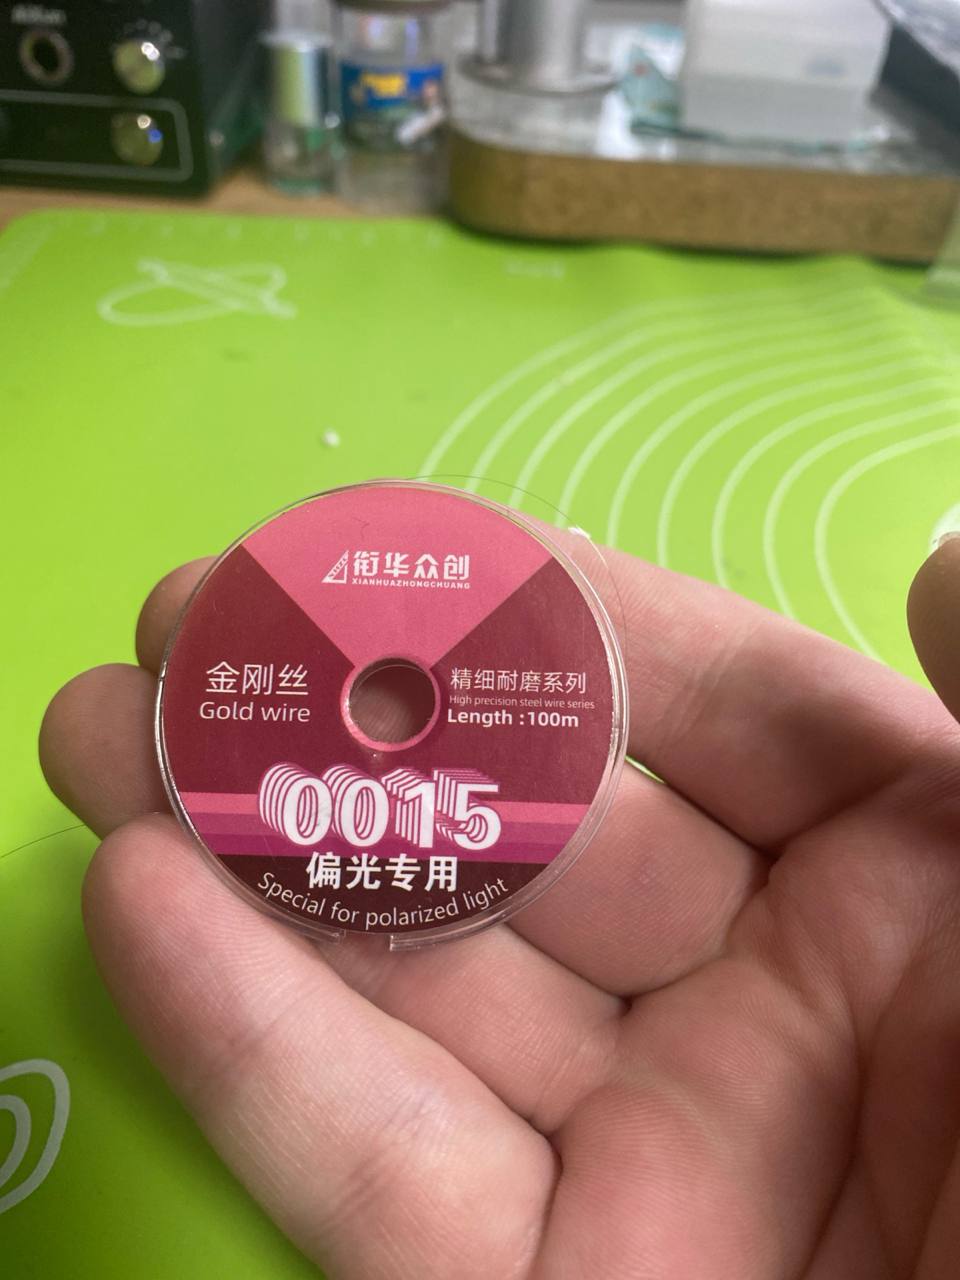 衔华众创
XIANHUAZHONGCHUANG
金刚丝
Gold wire
精细耐磨系列
High precision steel wire series
Length :100m
0015
偏光专用
Special for polarized light